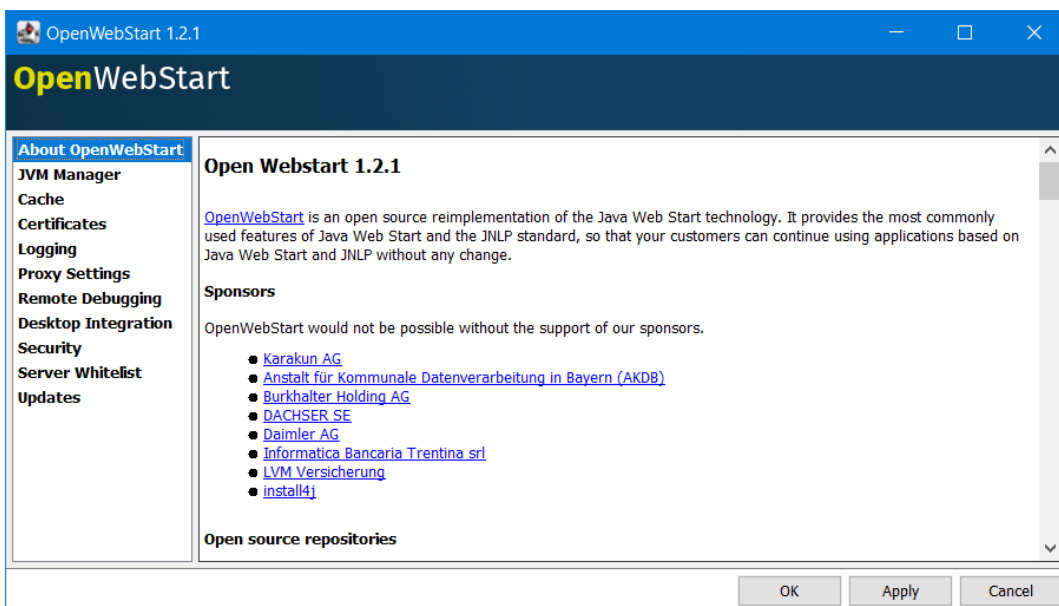 OpenWebStart 1.2.1
OpenWebStart
About OpenWebStart
JVM Manager
Cache
Certificates
Logging
Proxy Settings
Remote Debugging
Desktop Integration
Security
Server Whitelist
Updates
Open Webstart 1.2.1
OpenWebStart is an open source reimplementation of the Java Web Start technology. It provides the most commonly
used features of Java Web Start and the JNLP standard, so that your customers can continue using applications based on
Java Web Start and JNLP without any change.
Sponsors
OpenWebStart would not be possible without the support of our sponsors.
Karakun AG
Anstalt für Kommunale Datenverarbeitung in Bayern (AKDB)
Burkhalter Holding AG
DACHSER SE
Daimler AG
Informatica Bancaria Trentina srl
LVM Versicherung
install4j
Open source repositories
OK
Apply
Cancel